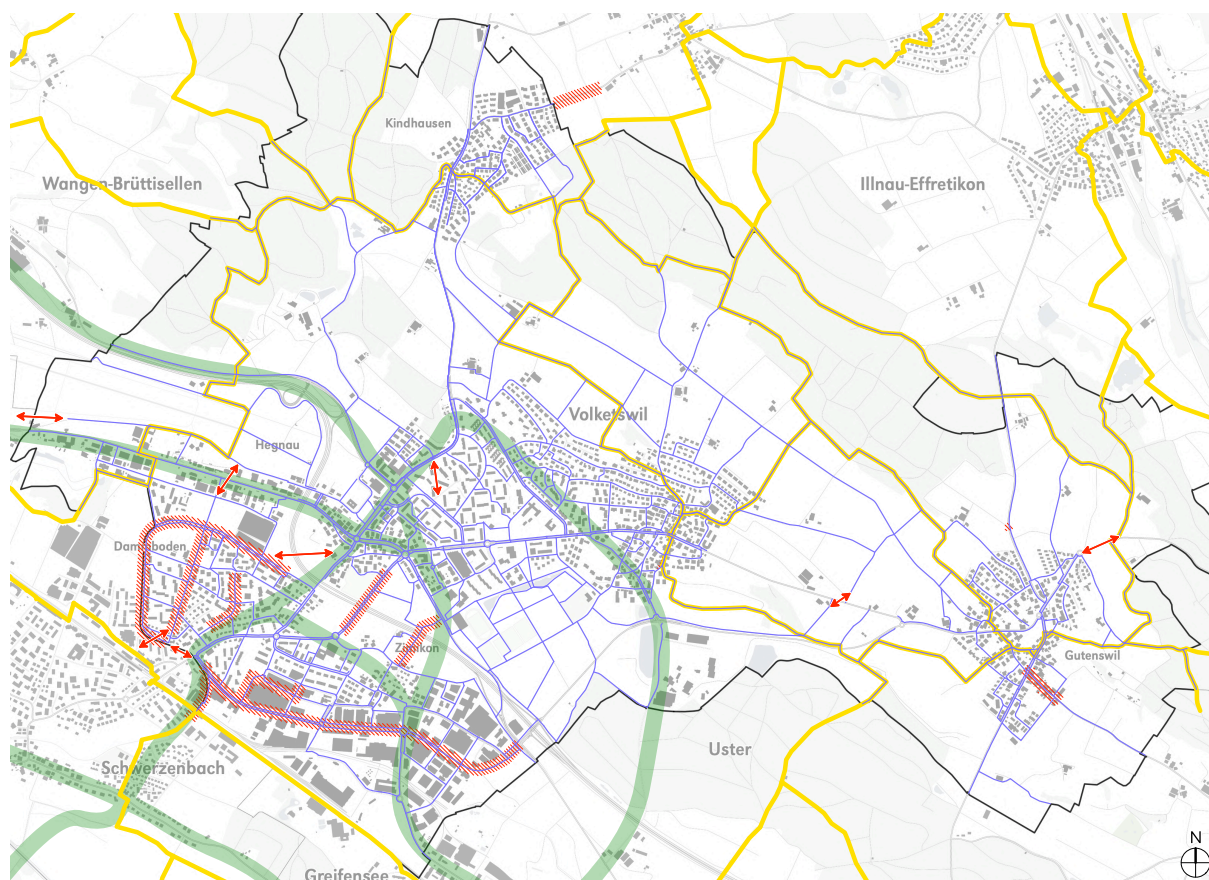 Kindhausen
Wangen-Brüttisellen
Illnau-Effretikon
Volketswil
Hegnau
Dammboden
Zimikon
Gutenswil
Uster
Schwerzenbach
Greifensee
N